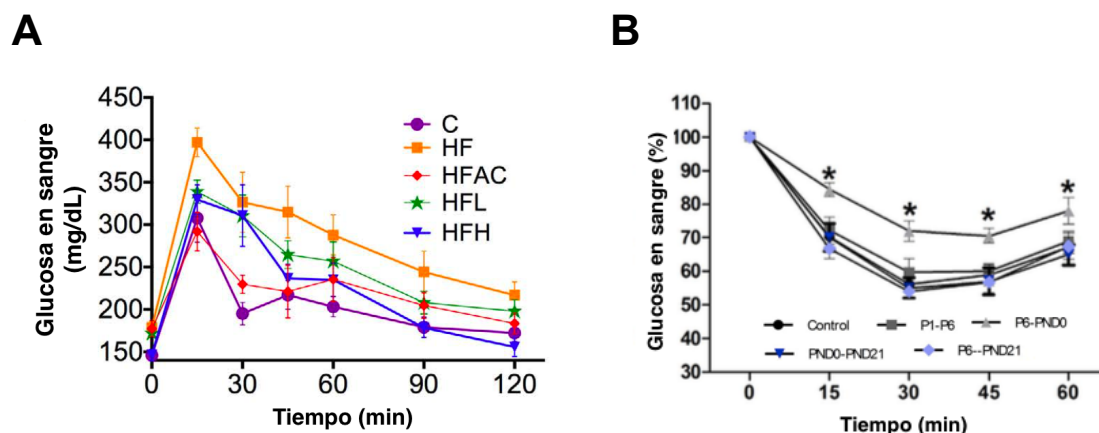 A
Glucosa en sangre
(mg/dL)
450
400
350
300
250
200
150
0
30
60
90
120
Tiempo (min)
C
HF
HFAC
HFL
HFH
B
Glucosa en sangre (%)
110
100
90
80
70
60
50
40
30
0
15
30
45
60
Tiempo (min)
*
*
*
*
Control
P1-P6
P6-PND0
PND0-PND21
P6--PND21